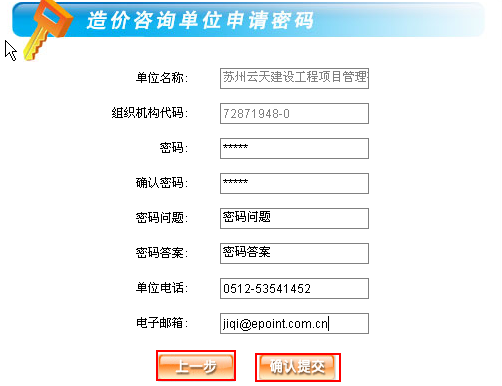 造价咨询单位申请密码
单位名称: 苏州云天建设工程项目管理
组织机构代码: 72871948-0
密码: *****
确认密码: *****
密码问题: 密码问题
密码答案: 密码答案
单位电话: 0512-53541452
电子邮箱: jiqi@epoint.com.cn
上一步 确认提交